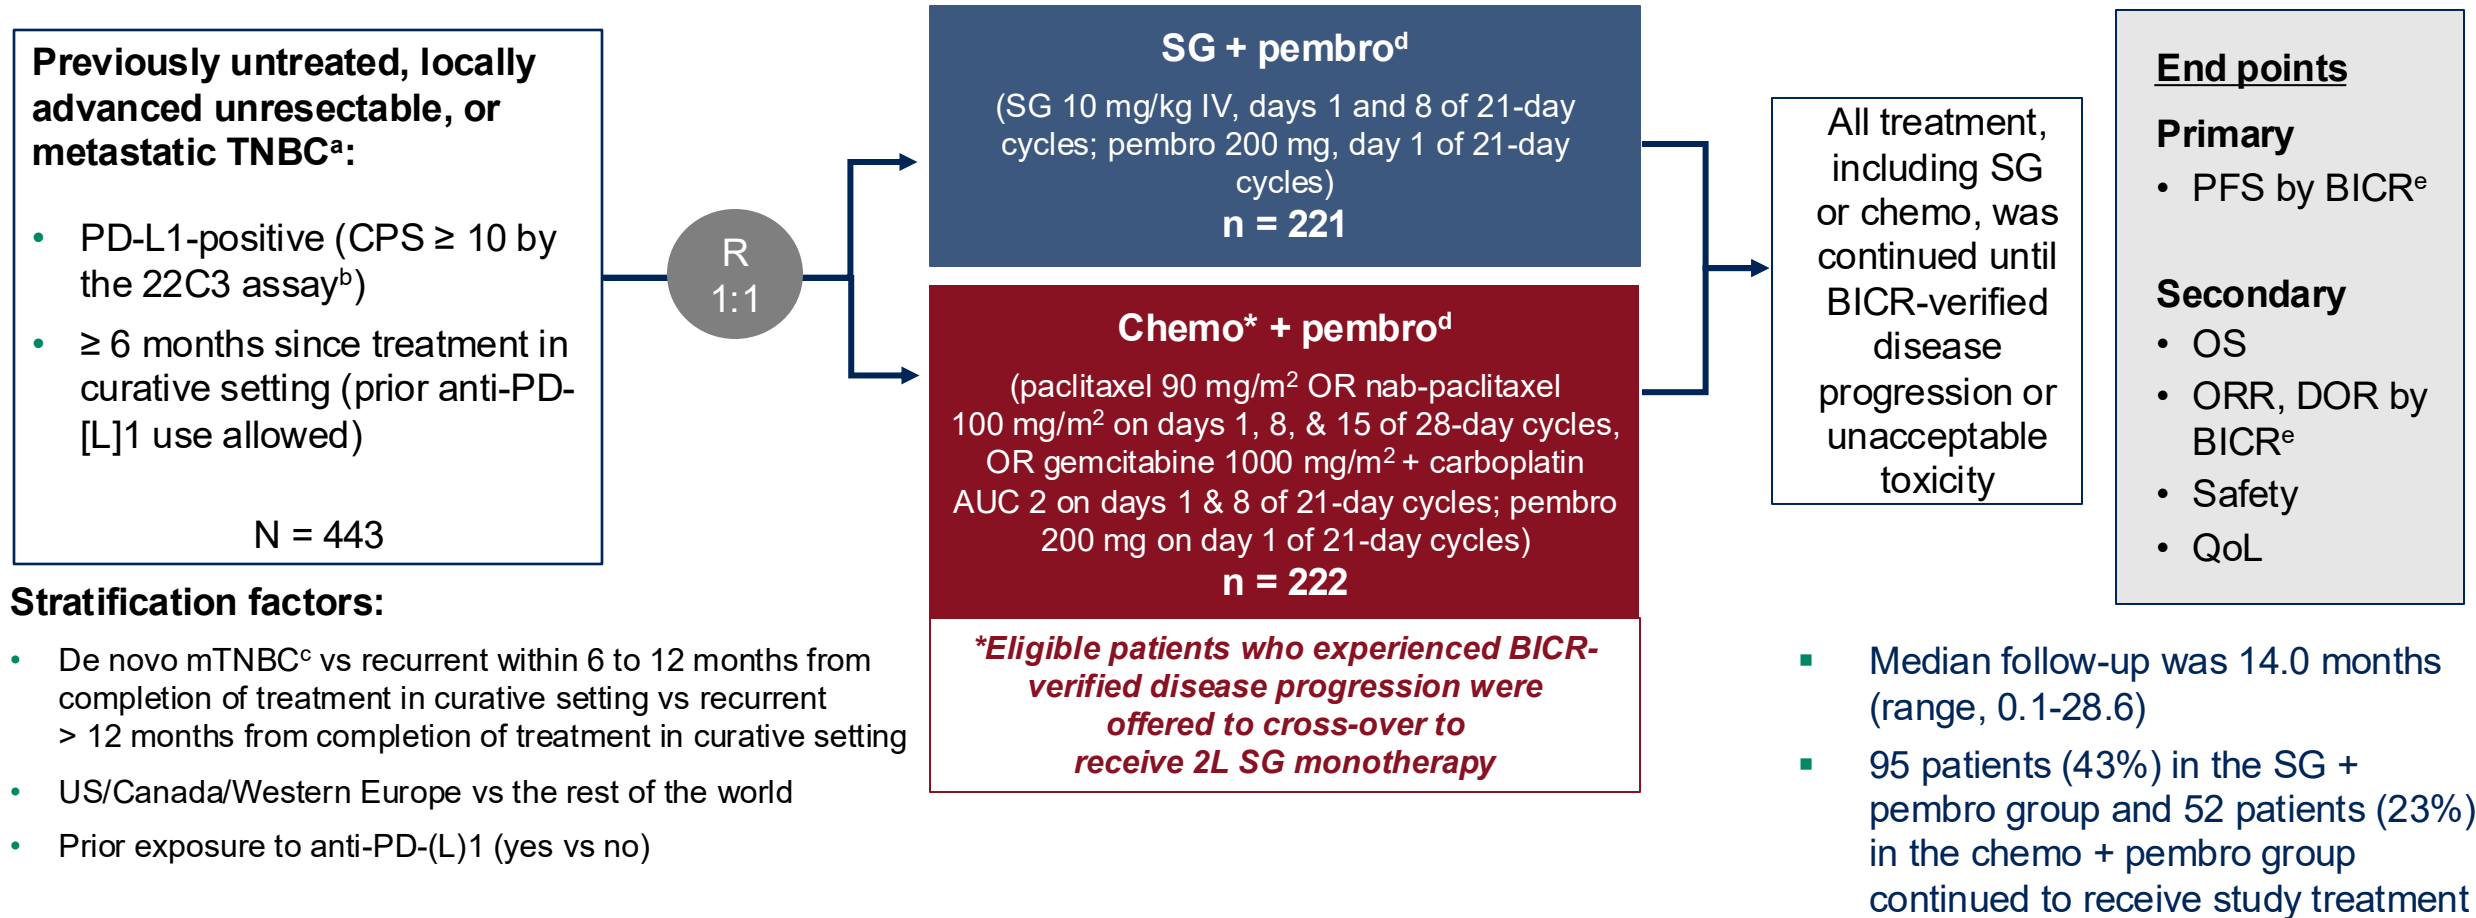 Previously untreated, locally
advanced unresectable, or
metastatic TNBCᵃ:
• PD-L1-positive (CPS ≥ 10 by
the 22C3 assayᵇ)
• ≥ 6 months since treatment in
curative setting (prior anti-PD-
[L]1 use allowed)
N = 443
R
1:1
SG + pembroᵈ
(SG 10 mg/kg IV, days 1 and 8 of 21-day
cycles; pembro 200 mg, day 1 of 21-day
cycles)
n = 221
Chemo* + pembroᵈ
(paclitaxel 90 mg/m² OR nab-paclitaxel
100 mg/m² on days 1, 8, & 15 of 28-day cycles,
OR gemcitabine 1000 mg/m² + carboplatin
AUC 2 on days 1 & 8 of 21-day cycles; pembro
200 mg on day 1 of 21-day cycles)
n = 222
*Eligible patients who experienced BICR-
verified disease progression were
offered to cross-over to
receive 2L SG monotherapy
All treatment,
including SG
or chemo, was
continued until
BICR-verified
disease
progression or
unacceptable
toxicity
End points
Primary
• PFS by BICRᵉ
Secondary
• OS
• ORR, DOR by
BICRᵉ
• Safety
• QoL
Stratification factors:
• De novo mTNBCᶜ vs recurrent within 6 to 12 months from
completion of treatment in curative setting vs recurrent
> 12 months from completion of treatment in curative setting
• US/Canada/Western Europe vs the rest of the world
• Prior exposure to anti-PD-(L)1 (yes vs no)
▪ Median follow-up was 14.0 months
(range, 0.1-28.6)
▪ 95 patients (43%) in the SG +
pembro group and 52 patients (23%)
in the chemo + pembro group
continued to receive study treatment